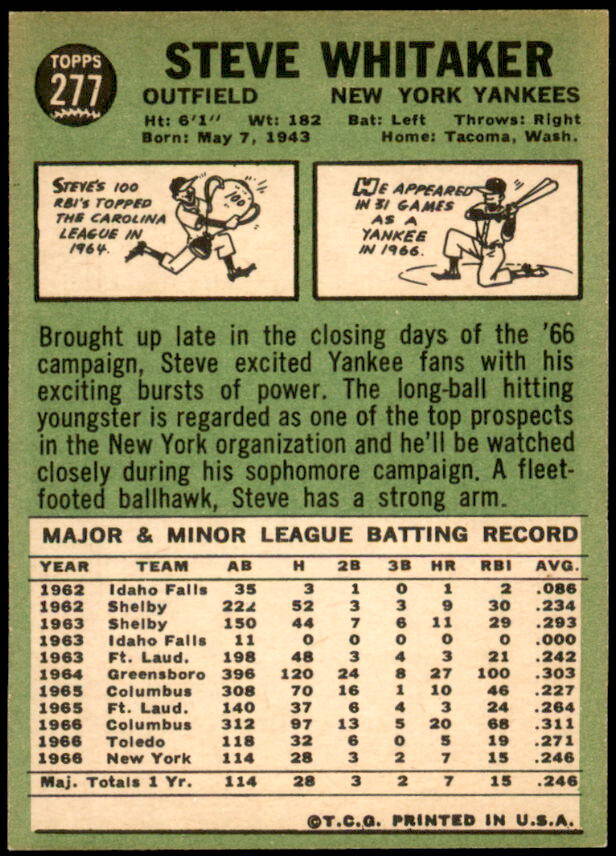 TOPPS
277
STEVE WHITAKER
OUTFIELD NEW YORK YANKEES
Ht: 6'1" Wt: 182 Bat: Left Throws: Right
Born: May 7, 1943 Home: Tacoma, Wash.
STEVE'S 100
RBI'S TOPPED
THE CAROLINA
LEAGUE IN
1964.
100
HE APPEARED
IN 31 GAMES
AS A
YANKEE
IN 1966.
Brought up late in the closing days of the '66
campaign, Steve excited Yankee fans with his
exciting bursts of power. The long-ball hitting
youngster is regarded as one of the top prospects
in the New York organization and he'll be watched
closely during his sophomore campaign. A fleet-
footed ballhawk, Steve has a strong arm.
MAJOR & MINOR LEAGUE BATTING RECORD
YEAR TEAM AB H 2B 3B HR RBI AVG.
1962 Idaho Falls 35 3 1 0 1 2 .086
1962 Shelby 222 52 3 3 9 30 .234
1963 Shelby 150 44 7 6 11 29 .293
1963 Idaho Falls 11 0 0 0 0 0 .000
1963 Ft. Laud. 198 48 3 4 3 21 .242
1964 Greensboro 396 120 24 8 27 100 .303
1965 Columbus 308 70 16 1 10 46 .227
1965 Ft. Laud. 140 37 6 4 3 24 .264
1966 Columbus 312 97 13 5 20 68 .311
1966 Toledo 118 32 6 0 5 19 .271
1966 New York 114 28 3 2 7 15 .246
Maj. Totals 1 Yr. 114 28 3 2 7 15 .246
©T.C.G. PRINTED IN U.S.A.